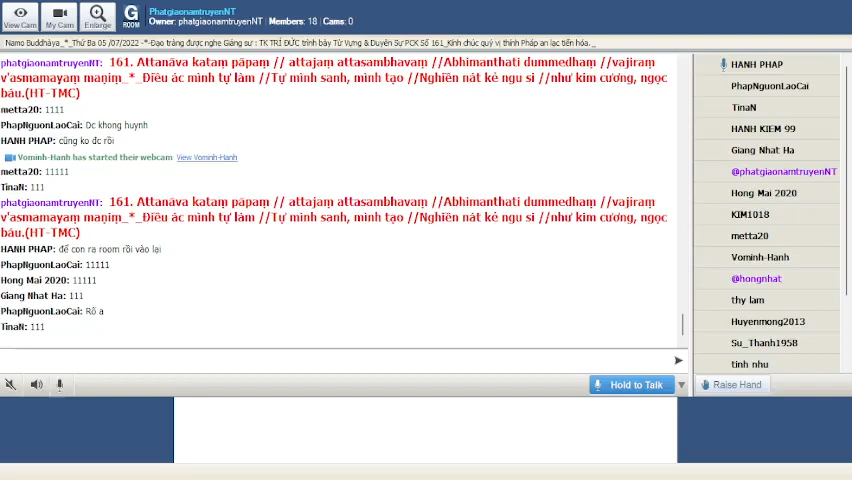 PhatgiaonamtruyenNT
Owner: phatgiaonamtruyenNT | Members: 18 | Cams: 0
View Cam
My Cam
Enlarge
G
ROOM
Namo Buddhàya_*_Thứ Ba 05 /07/2022 -*-Đạo tràng được nghe Giảng sư : TK TRÍ ĐỨC trình bày Từ Vựng & Duyên Sự PCK Số 161_Kính chúc quý vị thính Pháp an lạc tiến hóa. _
phatgiaonamtruyenNT: 161. Attanāva kataṃ pāpaṃ // attajaṃ attasambhavaṃ //Abhimanthati dummedhaṃ //vajiraṃ
v'asmamayaṃ maṇiṃ_*_Điều ác mình tự làm //Tự mình sanh, mình tạo //Nghiền nát kẻ ngu si //như kim cương, ngọc
báu.(HT-TMC)
metta20: 1111
PhapNguonLaoCai: Dc khong huynh
HANH PHAP: cũng ko đc rồi
Vominh-Hanh has started their webcam View Vominh-Hanh
metta20: 11111
TinaN: 111
phatgiaonamtruyenNT: 161. Attanāva kataṃ pāpaṃ // attajaṃ attasambhavaṃ //Abhimanthati dummedhaṃ //vajiraṃ
v'asmamayaṃ maṇiṃ_*_Điều ác mình tự làm //Tự mình sanh, mình tạo //Nghiền nát kẻ ngu si //như kim cương, ngọc
báu.(HT-TMC)
HANH PHAP: để con ra room rồi vào lại
PhapNguonLaoCai: 11111
Hong Mai 2020: 11111
Giang Nhat Ha: 111
PhapNguonLaoCai: Rõ a
TinaN: 111
Hold to Talk
HANH PHAP
PhapNguonLaoCai
TinaN
HANH KIEM 99
Giang Nhat Ha
@phatgiaonamtruyenNT
Hong Mai 2020
KIM1018
metta20
Vominh-Hanh
@hongnhat
thy lam
Huyenmong2013
Su_Thanh1958
tinh nhu
Raise Hand